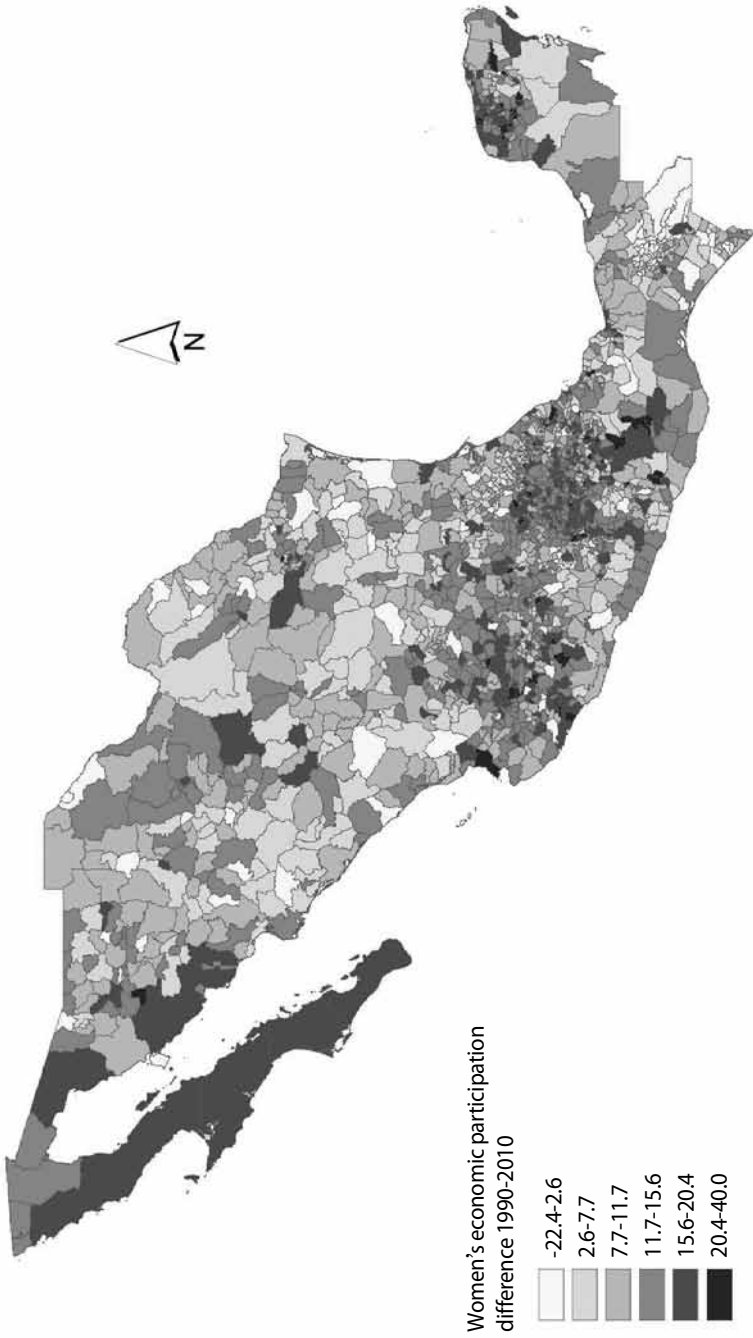 N
Women's economic participation
difference 1990-2010
-22.4-2.6
2.6-7.7
7.7-11.7
11.7-15.6
15.6-20.4
20.4-40.0